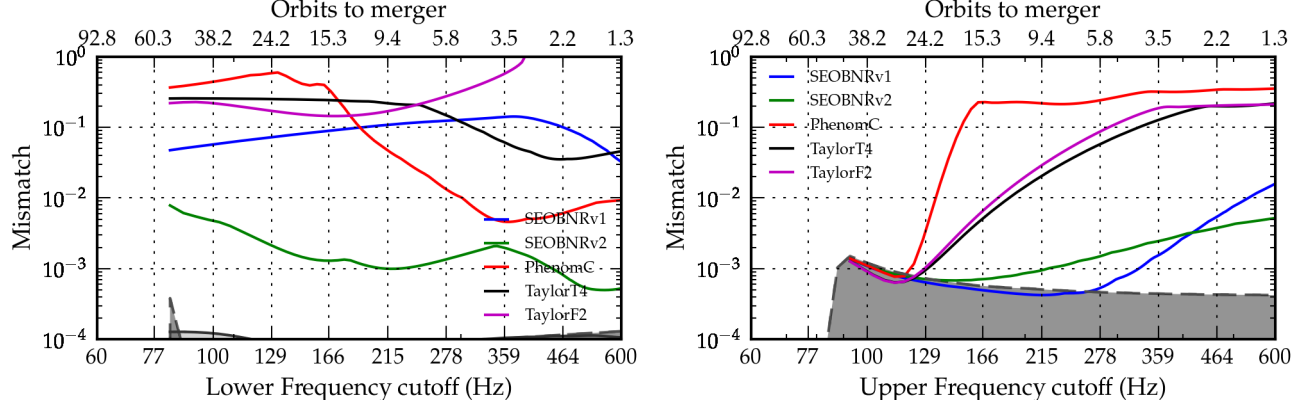 Orbits to merger
92.8 60.3 38.2 24.2 15.3 9.4 5.8 3.5 2.2 1.3
10^0
10^-1
10^-2
10^-3
10^-4
Mismatch
SEOBNRv1
SEOBNRv2
PhenomC
TaylorT4
TaylorF2
60 77 100 129 166 215 278 359 464 600
Lower Frequency cutoff (Hz)
Orbits to merger
92.8 60.3 38.2 24.2 15.3 9.4 5.8 3.5 2.2 1.3
10^0
10^-1
10^-2
10^-3
10^-4
Mismatch
SEOBNRv1
SEOBNRv2
PhenomC
TaylorT4
TaylorF2
60 77 100 129 166 215 278 359 464 600
Upper Frequency cutoff (Hz)